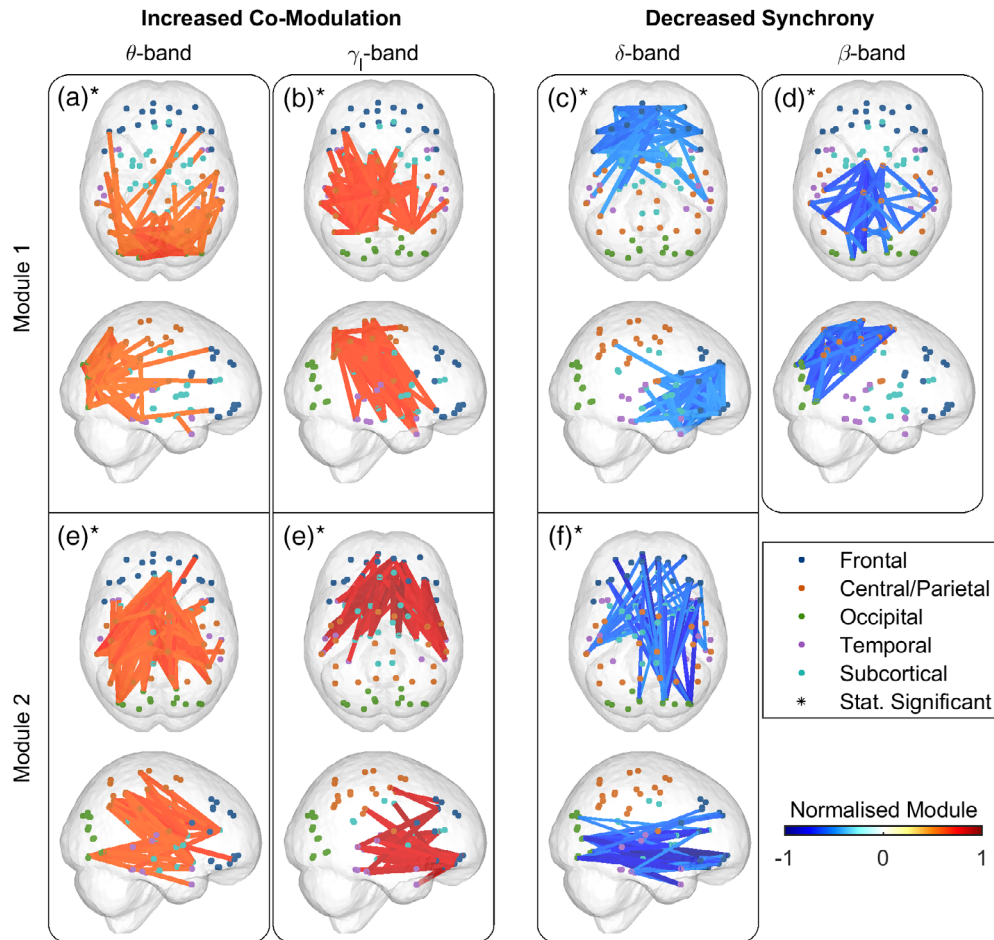 Increased Co-Modulation
Decreased Synchrony
θ-band
γl-band
δ-band
β-band
Module 1
(a)*
(b)*
(c)*
(d)*
Module 2
(e)*
(e)*
(f)*
Frontal
Central/Parietal
Occipital
Temporal
Subcortical
* Stat. Significant
Normalised Module
-1 0 1